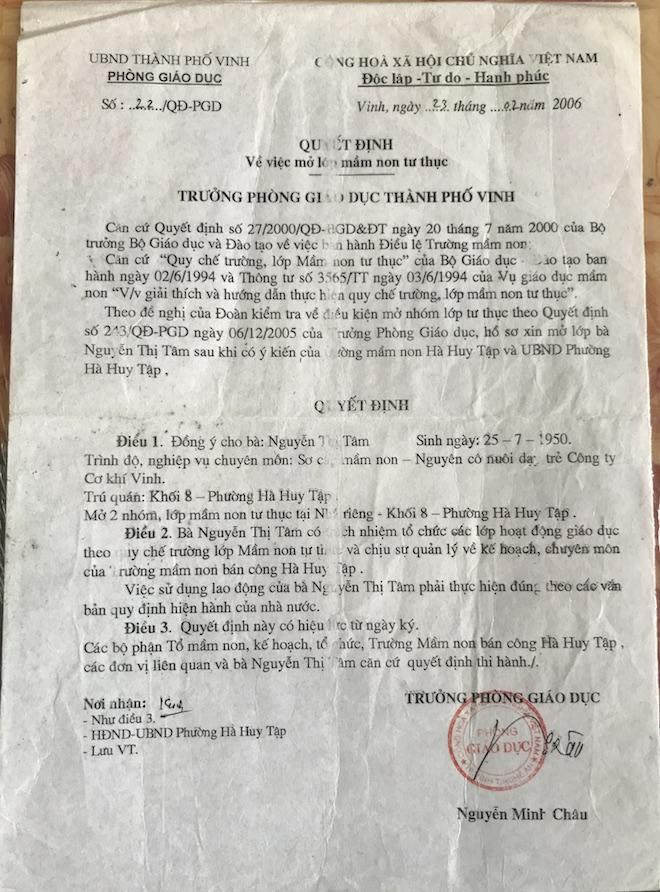 UBND THÀNH PHỐ VINH
PHÒNG GIÁO DỤC
Số : ..22../QĐ-PGD
CỘNG HOÀ XÃ HỘI CHỦ NGHĨA VIỆT NAM
Độc lập -Tự do - Hạnh phúc
Vinh, ngày ..23. tháng ....02.năm 2006
QUYẾT ĐỊNH
Về việc mở lớp mầm non tư thục
TRƯỞNG PHÒNG GIÁO DỤC THÀNH PHỐ VINH
Căn cứ Quyết định số 27/2000/QĐ-BGD&ĐT ngày 20 tháng 7 năm 2000 của Bộ
trưởng Bộ Giáo dục và Đào tạo về việc ban hành Điều lệ Trường mầm non;
Căn cứ "Quy chế trường, lớp Mầm non tư thục" của Bộ Giáo dục - Đào tạo ban
hành ngày 02/6/1994 và Thông tư số 3565/TT ngày 03/6/1994 của Vụ giáo dục mầm
non "V/v giải thích và hướng dẫn thực hiện quy chế trường, lớp mầm non tư thục".
Theo đề nghị của Đoàn kiểm tra về điều kiện mở nhóm lớp tư thục theo Quyết định
số 243/QĐ-PGD ngày 06/12/2005 của Trưởng Phòng Giáo dục, hồ sơ xin mở lớp bà
Nguyễn Thị Tâm sau khi có ý kiến của trường mầm non Hà Huy Tập và UBND Phường
Hà Huy Tập .
QUYẾT ĐỊNH
Điều 1. Đồng ý cho bà: Nguyễn Thị Tâm Sinh ngày: 25 – 7 – 1950.
Trình độ, nghiệp vụ chuyên môn: Sơ cấp mầm non – Nguyên cô nuôi dạy trẻ Công ty
Cơ khí Vinh.
Trú quán: Khối 8 – Phường Hà Huy Tập .
Mở 2 nhóm, lớp mầm non tư thục tại Nhà riêng - Khối 8 – Phường Hà Huy Tập .
Điều 2. Bà Nguyễn Thị Tâm có trách nhiệm tổ chức các lớp hoạt động giáo dục
theo quy chế trường lớp Mầm non tư thục và chịu sự quản lý về kế hoạch, chuyên môn
của Trường mầm non bán công Hà Huy Tập .
Việc sử dụng lao động của bà Nguyễn Thị Tâm phải thực hiện đúng theo các văn
bản quy định hiện hành của nhà nước.
Điều 3. Quyết định này có hiệu lực từ ngày ký.
Các bộ phận Tổ mầm non, kế hoạch, tổ chức, Trường Mầm non bán công Hà Huy Tập ,
các đơn vị liên quan và bà Nguyễn Thị Tâm căn cứ quyết định thi hành./.
Nơi nhận:
- Như điều 3.
- HĐND-UBND Phường Hà Huy Tập
- Lưu VT.
TRƯỞNG PHÒNG GIÁO DỤC
PHÒNG
GIÁO DỤC
Nguyễn Minh Châu